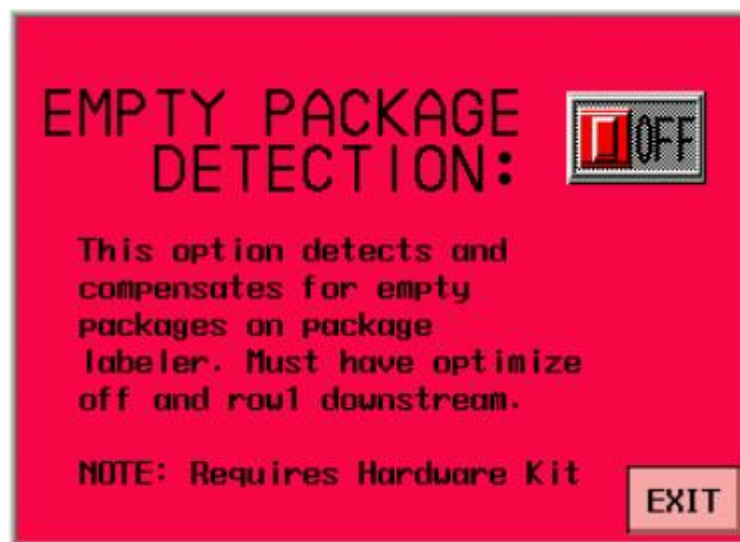 EMPTY PACKAGE
DETECTION:
OFF
This option detects and
compensates for empty
packages on package
labeler. Must have optimize
off and row1 downstream.
NOTE: Requires Hardware Kit
EXIT